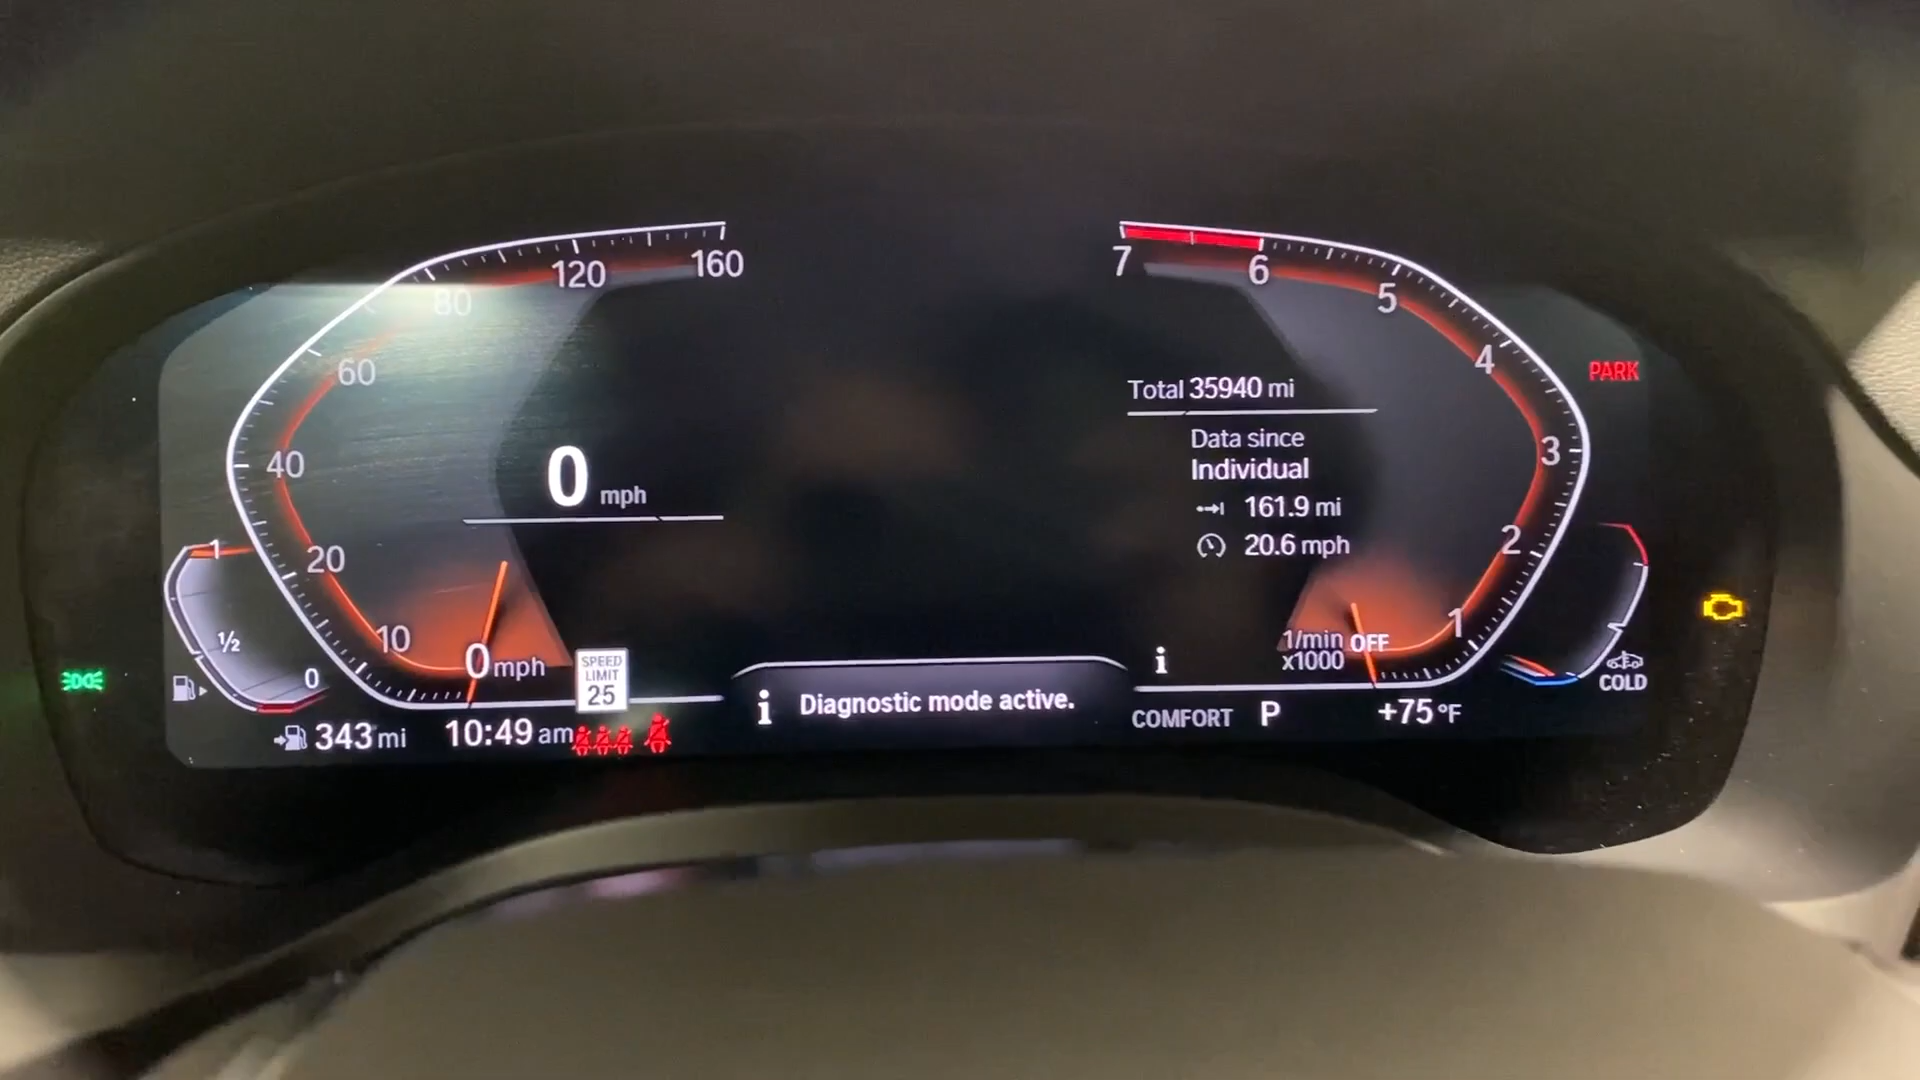 160
120
80
60
40
20
10
0 mph
0 mph
1
1/2
0
343 mi
10:49 am
SPEED
LIMIT
25
i Diagnostic mode active.
7
6
5
4
3
2
1
Total 35940 mi
Data since
Individual
161.9 mi
20.6 mph
1/min OFF
x1000
i
COMFORT P
+75 °F
PARK
COLD